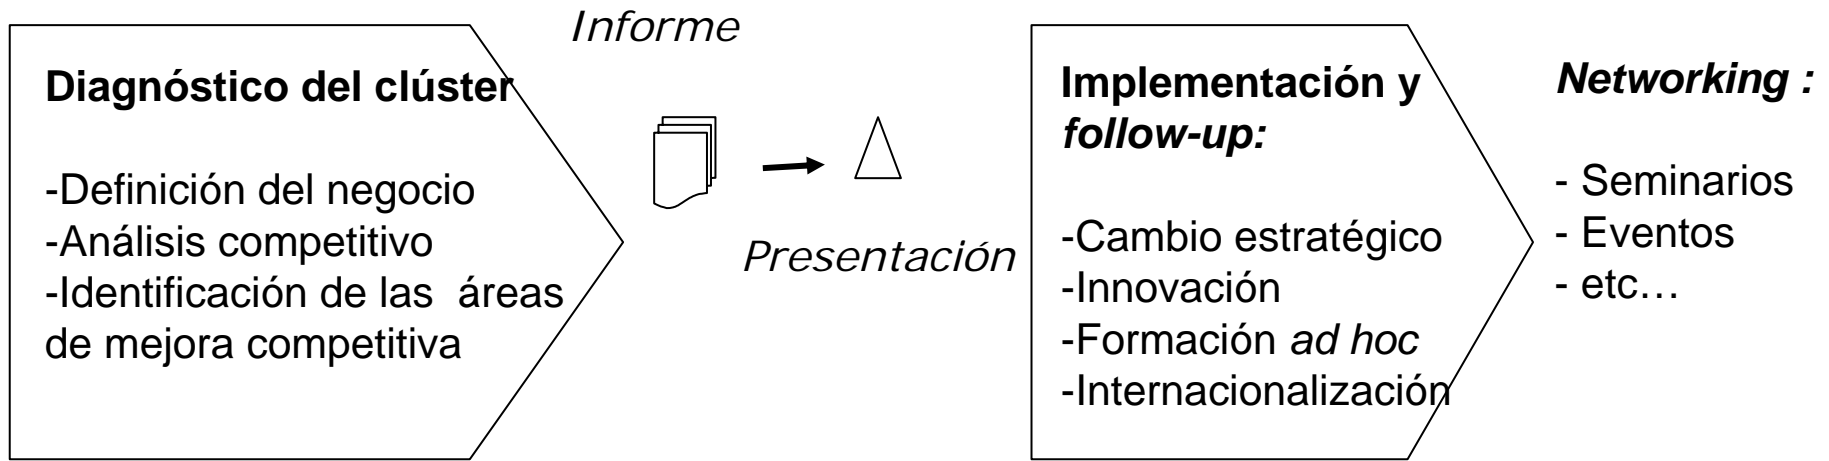 Informe
Diagnóstico del clúster
-Definición del negocio
-Análisis competitivo
-Identificación de las áreas
de mejora competitiva
Presentación
Implementación y
follow-up:
-Cambio estratégico
-Innovación
-Formación ad hoc
-Internacionalización
Networking :
- Seminarios
- Eventos
- etc…